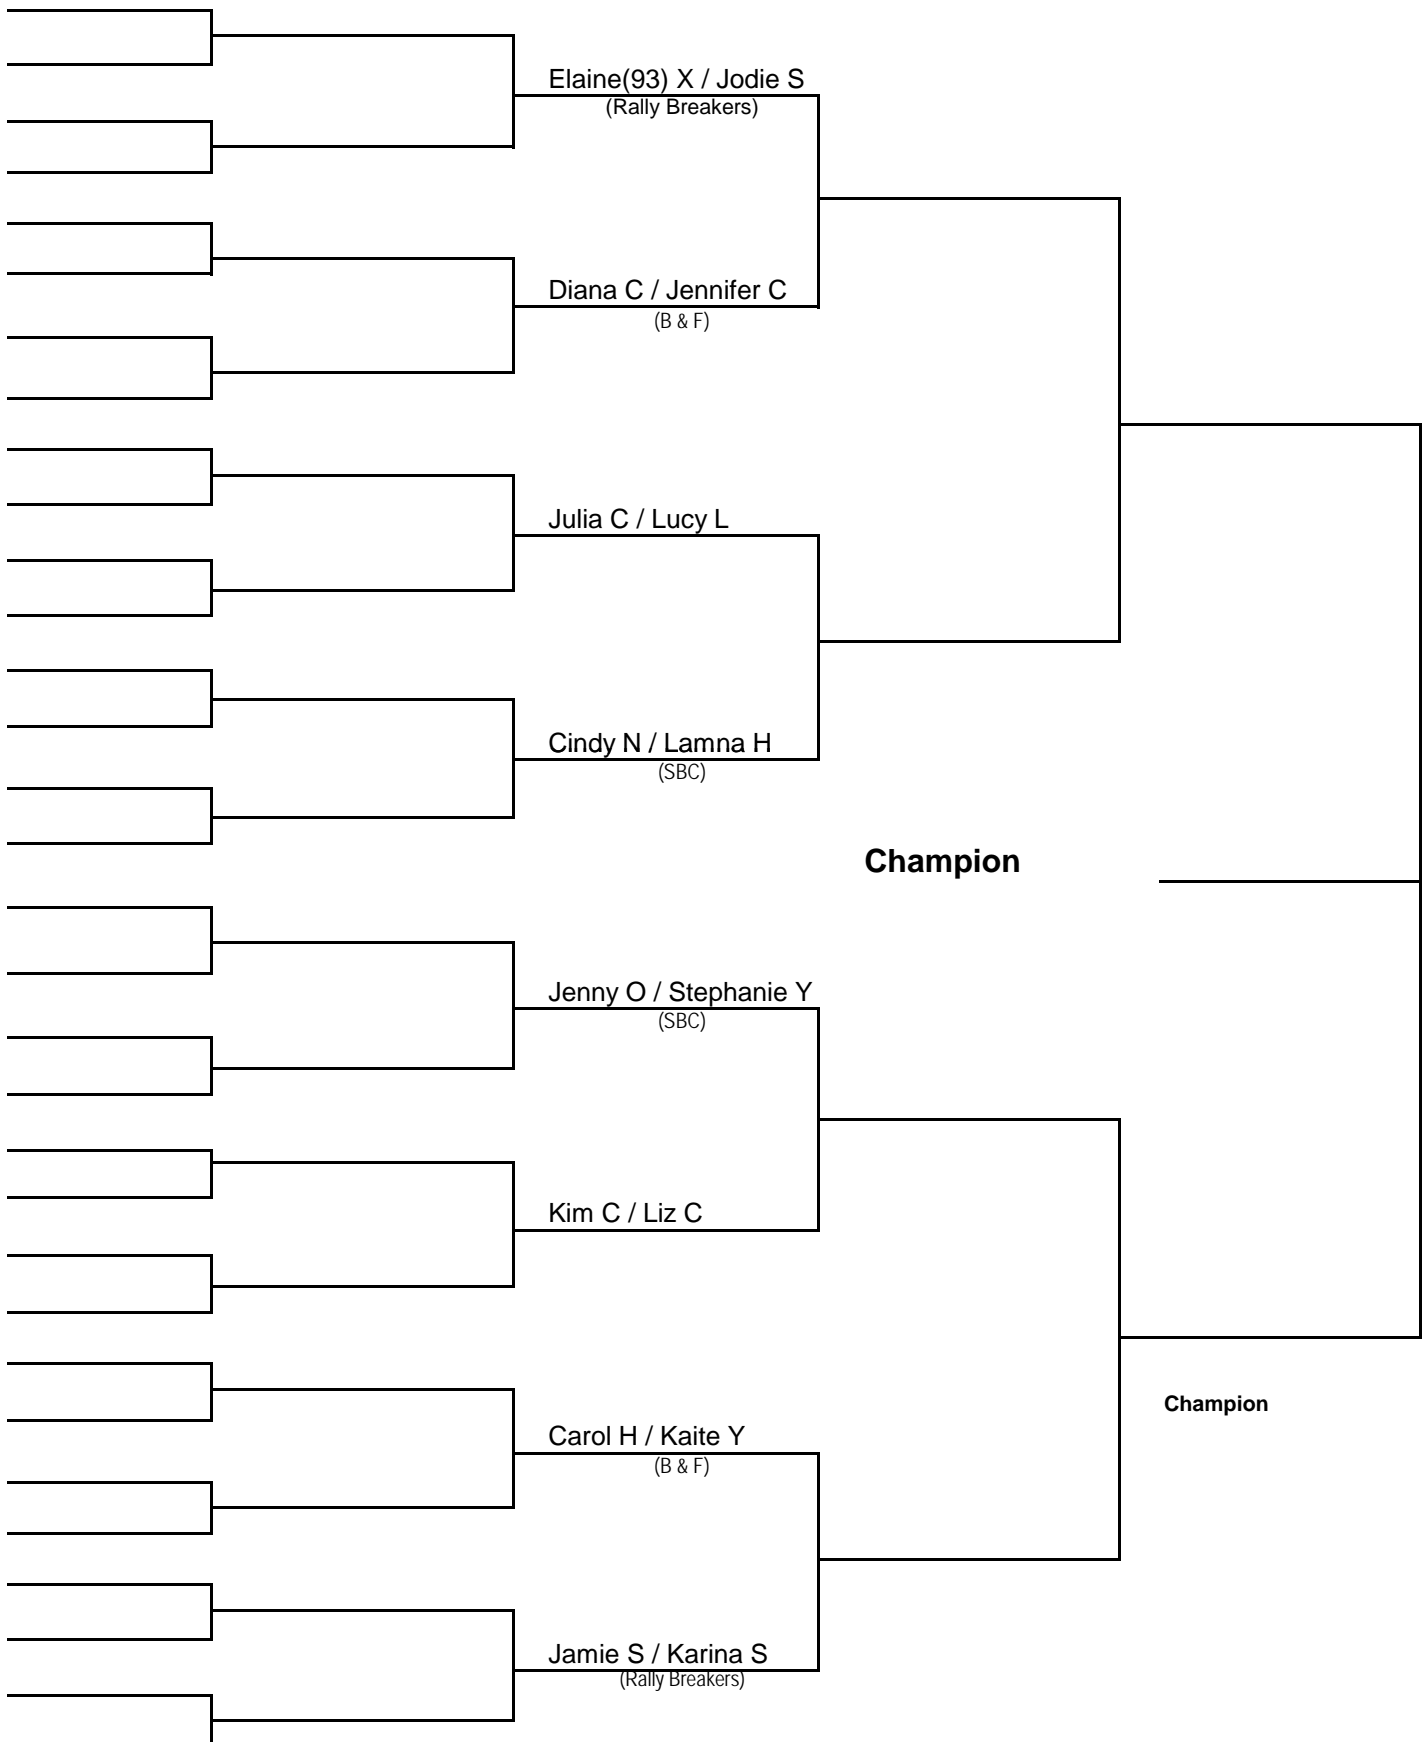 Elaine(93) X / Jodie S
(Rally Breakers)
Diana C / Jennifer C
(B & F)
Julia C / Lucy L
Cindy N / Lamna H
(SBC)
Champion
Jenny O / Stephanie Y
(SBC)
Kim C / Liz C
Champion
Carol H / Kaite Y
(B & F)
Jamie S / Karina S
(Rally Breakers)